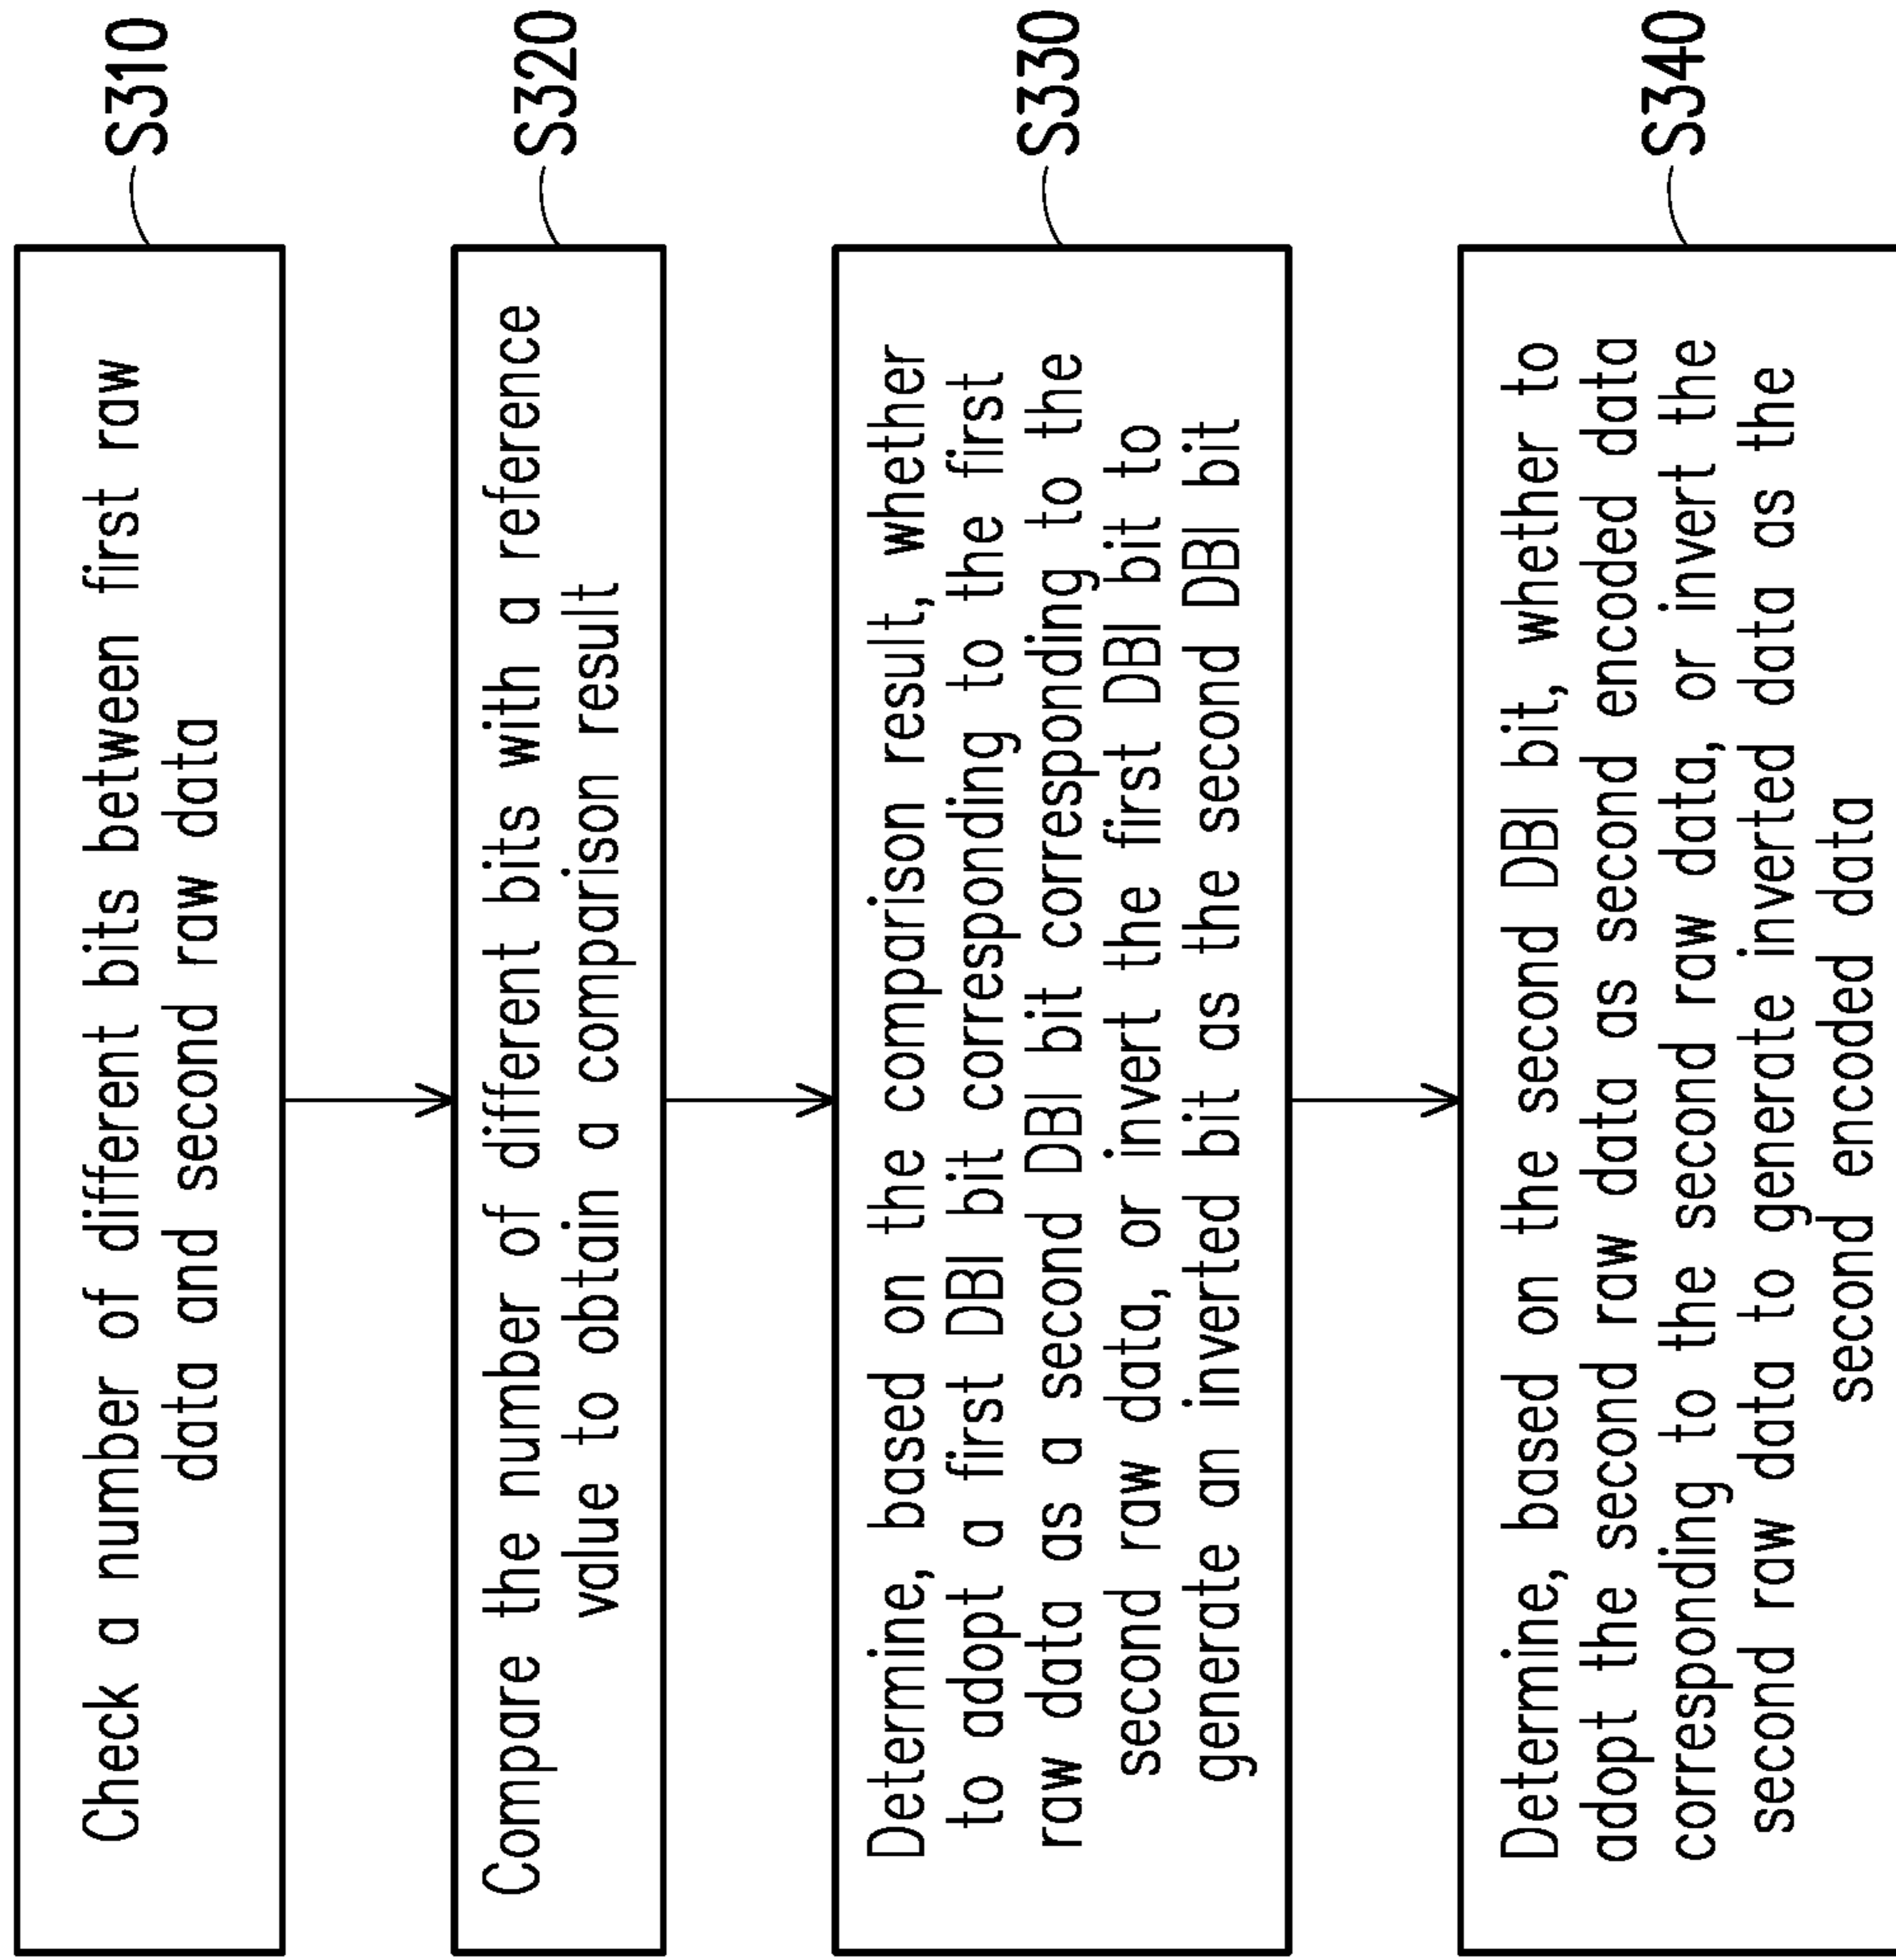 Check a number of different bits between first raw
data and second raw data
S310
Compare the number of different bits with a reference
value to obtain a comparison result
S320
Determine, based on the comparison result, whether
to adopt a first DBI bit corresponding to the first
raw data as a second DBI bit corresponding to the
second raw data, or invert the first DBI bit to
generate an inverted bit as the second DBI bit
S330
Determine, based on the second DBI bit, whether to
adopt the second raw data as second encoded data
corresponding to the second raw data, or invert the
second raw data to generate inverted data as the
second encoded data
S340